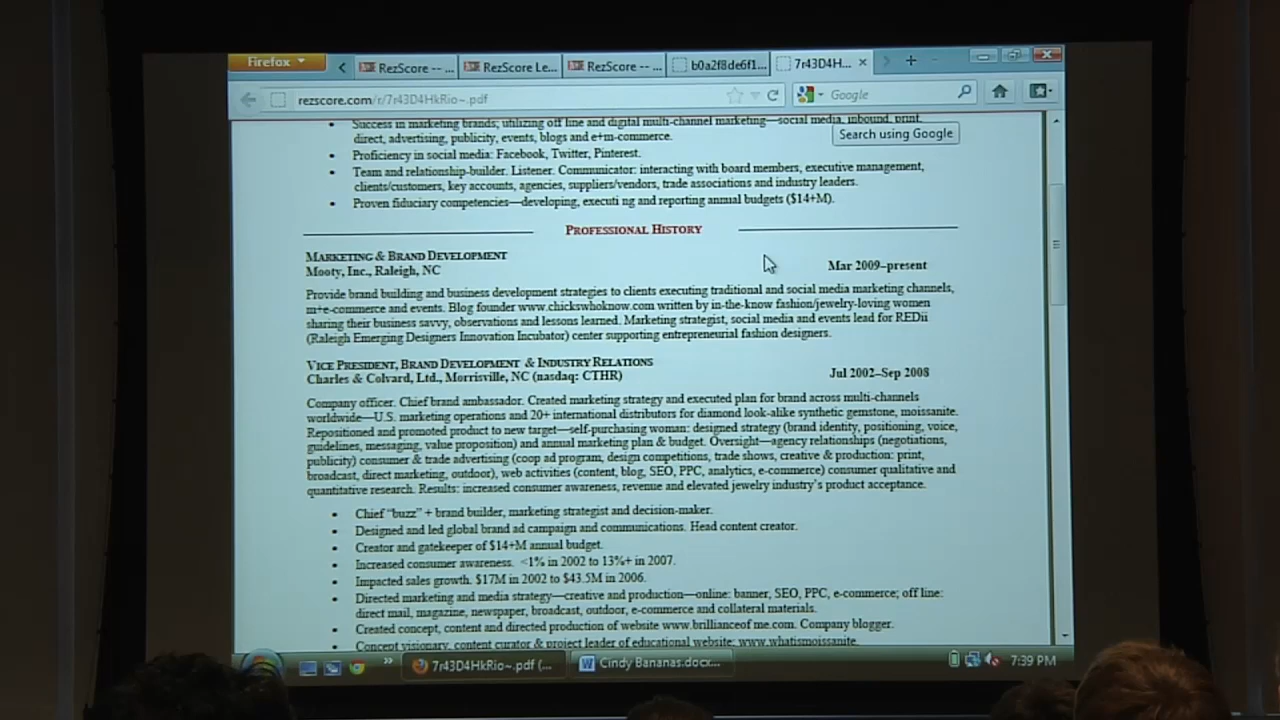 Firefox
RezScore -- ...
RezScore Le...
RezScore -- ...
b0a2f8de6f1...
7r43D4H...
rezscore.com/r/7r43D4HkRio~.pdf
Google
Search using Google
Success in marketing brands, utilizing off line and digital multi-channel marketing—social media, inbound, print,
direct, advertising, publicity, events, blogs and e+m-commerce.
Proficiency in social media: Facebook, Twitter, Pinterest.
Team and relationship-builder. Listener. Communicator: interacting with board members, executive management,
clients/customers, key accounts, agencies, suppliers/vendors, trade associations and industry leaders.
Proven fiduciary competencies—developing, executi ng and reporting annual budgets ($14+M).
PROFESSIONAL HISTORY
MARKETING & BRAND DEVELOPMENT
Mooty, Inc., Raleigh, NC
Mar 2009–present
Provide brand building and business development strategies to clients executing traditional and social media marketing channels,
m+e-commerce and events. Blog founder www.chickswhoknow.com written by in-the-know fashion/jewelry-loving women
sharing their business savvy, observations and lessons learned. Marketing strategist, social media and events lead for REDii
(Raleigh Emerging Designers Innovation Incubator) center supporting entrepreneurial fashion designers.
VICE PRESIDENT, BRAND DEVELOPMENT & INDUSTRY RELATIONS
Charles & Colvard, Ltd., Morrisville, NC (nasdaq: CTHR)
Jul 2002–Sep 2008
Company officer. Chief brand ambassador. Created marketing strategy and executed plan for brand across multi-channels
worldwide—U.S. marketing operations and 20+ international distributors for diamond look-alike synthetic gemstone, moissanite.
Repositioned and promoted product to new target—self-purchasing woman: designed strategy (brand identity, positioning, voice,
guidelines, messaging, value proposition) and annual marketing plan & budget. Oversight—agency relationships (negotiations,
publicity) consumer & trade advertising (coop ad program, design competitions, trade shows, creative & production: print,
broadcast, direct marketing, outdoor), web activities (content, blog, SEO, PPC, analytics, e-commerce) consumer qualitative and
quantitative research. Results: increased consumer awareness, revenue and elevated jewelry industry's product acceptance.
Chief "buzz" + brand builder, marketing strategist and decision-maker.
Designed and led global brand ad campaign and communications. Head content creator.
Creator and gatekeeper of $14+M annual budget.
Increased consumer awareness. <1% in 2002 to 13%+ in 2007.
Impacted sales growth. $17M in 2002 to $43.5M in 2006.
Directed marketing and media strategy—creative and production—online: banner, SEO, PPC, e-commerce; off line:
direct mail, magazine, newspaper, broadcast, outdoor, e-commerce and collateral materials.
Created concept, content and directed production of website www.brillianceof me.com. Company blogger.
Concept visionary, content curator & project leader of educational website: www.whatismoissanite.
7r43D4HkRio~.pdf (...
Cindy Bananas.docx...
7:39 PM